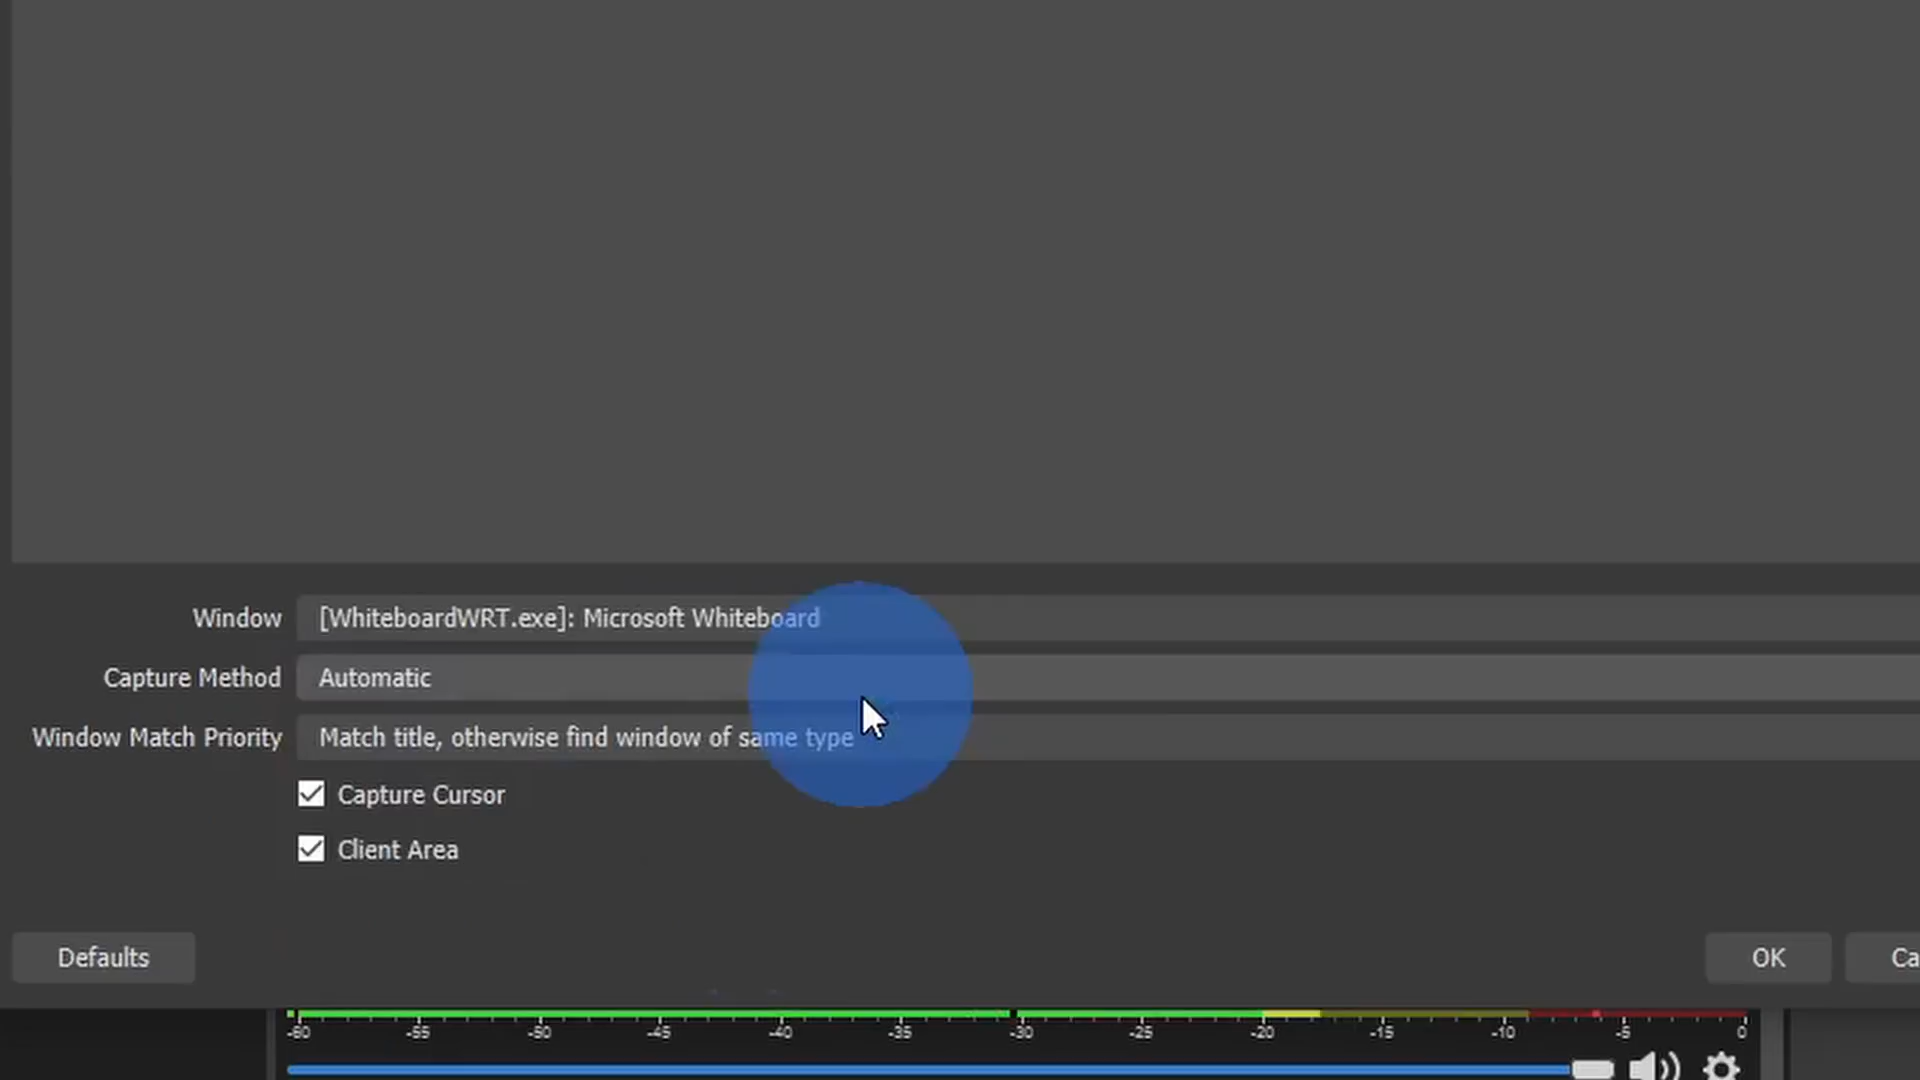 Window [WhiteboardWRT.exe]: Microsoft Whiteboard
Capture Method Automatic
Window Match Priority Match title, otherwise find window of same type
Capture Cursor
Client Area
Defaults OK Ca
-60 -55 -50 -45 -40 -35 -30 -25 -20 -15 -10 -5 0